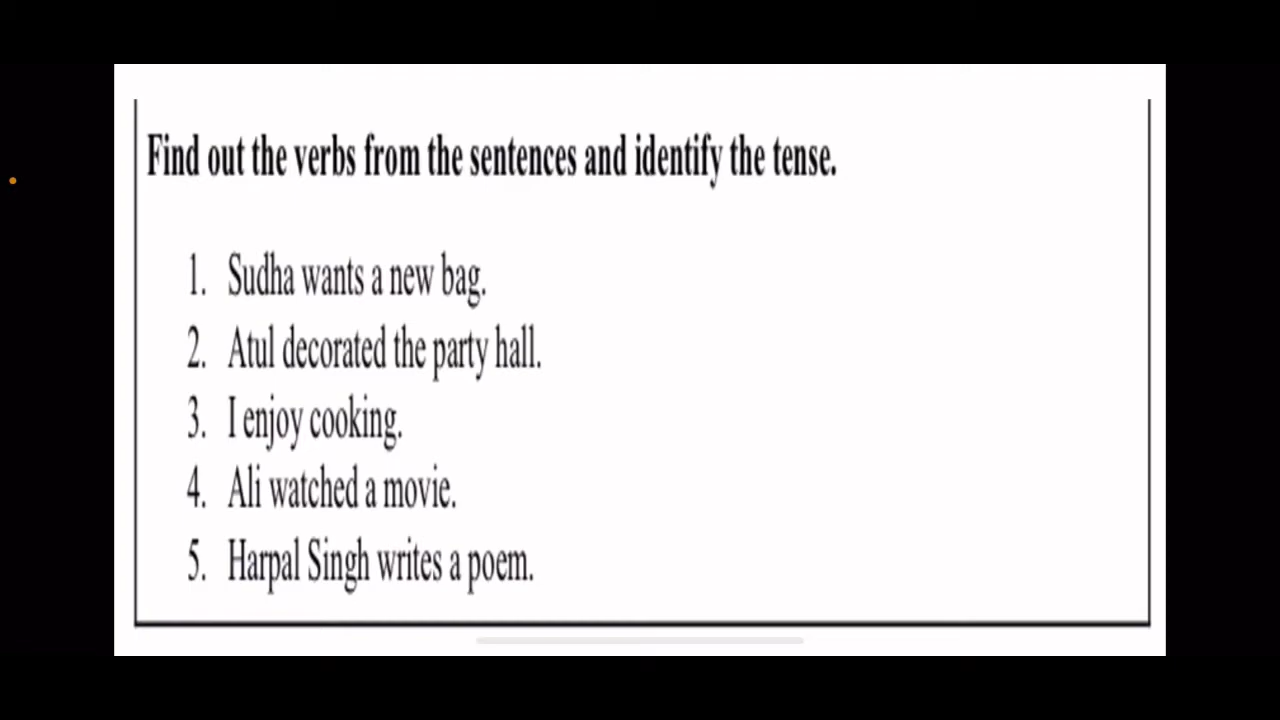 Find out the verbs from the sentences and identify the tense.
1. Sudha wants a new bag.
2. Atul decorated the party hall.
3. I enjoy cooking.
4. Ali watched a movie.
5. Harpal Singh writes a poem.